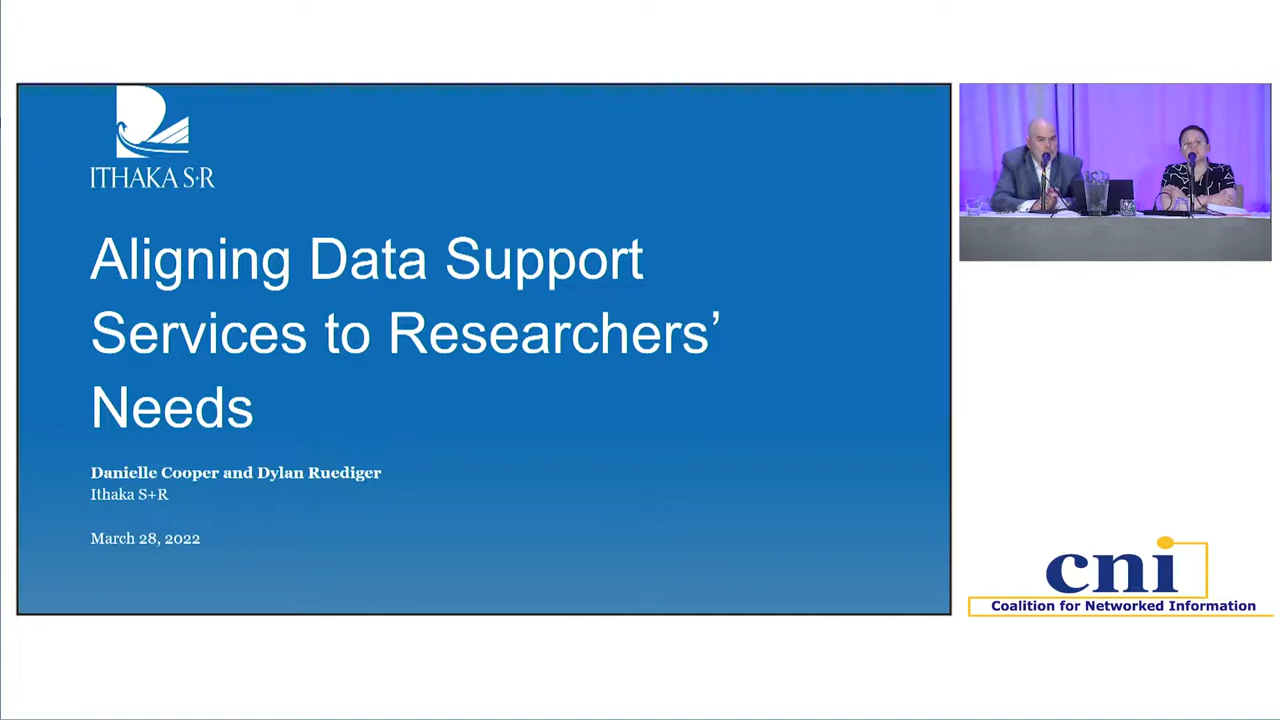 ITHAKA S+R
Aligning Data Support
Services to Researchers’
Needs
Danielle Cooper and Dylan Ruediger
Ithaka S+R
March 28, 2022
cni
Coalition for Networked Information